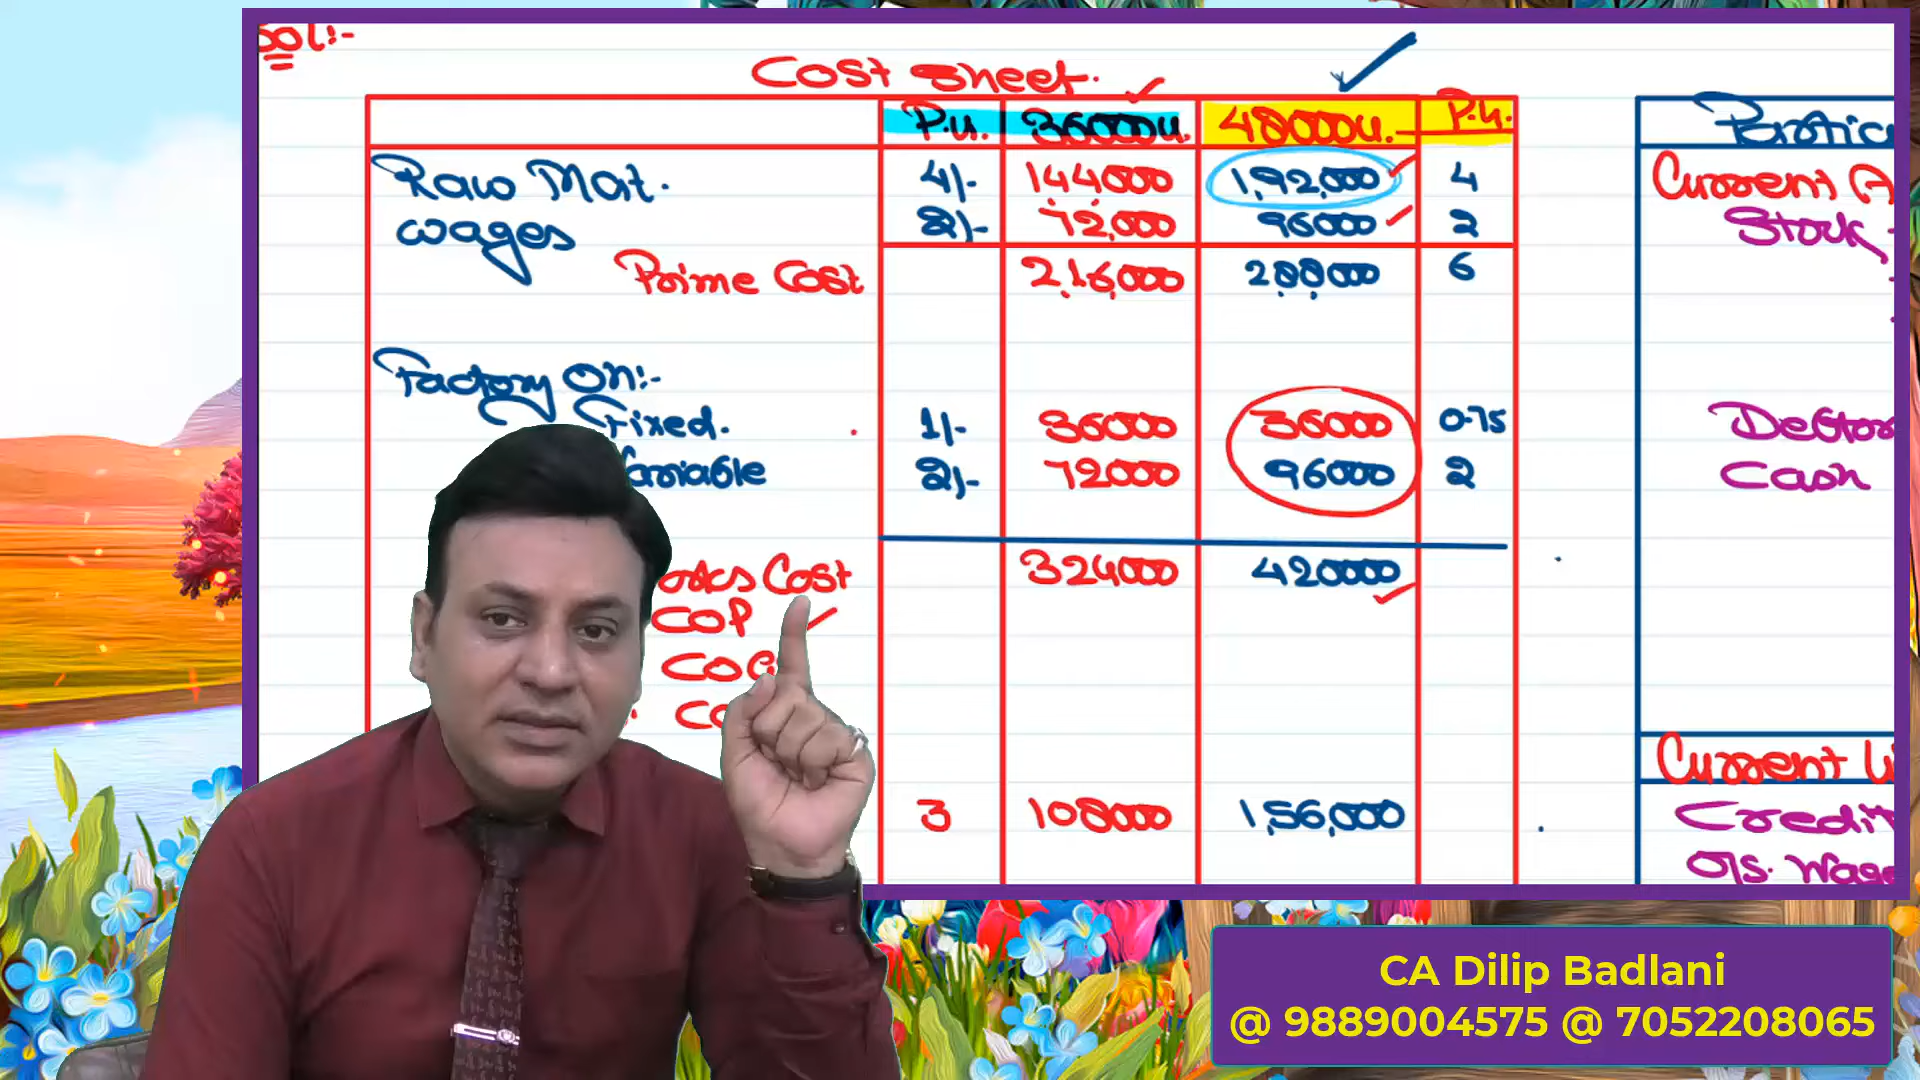 Sol:-
Cost Sheet.
P.u. 36000u. 48000u. P.u.
Raw Mat. 4/- 144000 1,92,000 4
Wages 2/- 72,000 96000 2
Prime Cost 2,16,000 288000 6
Factory OH:-
Fixed. 1/- 36000 36000 0.75
Variable 2/- 72000 96000 2
Cost 324000 420000
COP
3 108000 1,56,000
Current A
Stock
Debtor
Cash
Current Li
Credit
O/S. Wage
CA Dilip Badlani
@ 9889004575 @ 7052208065